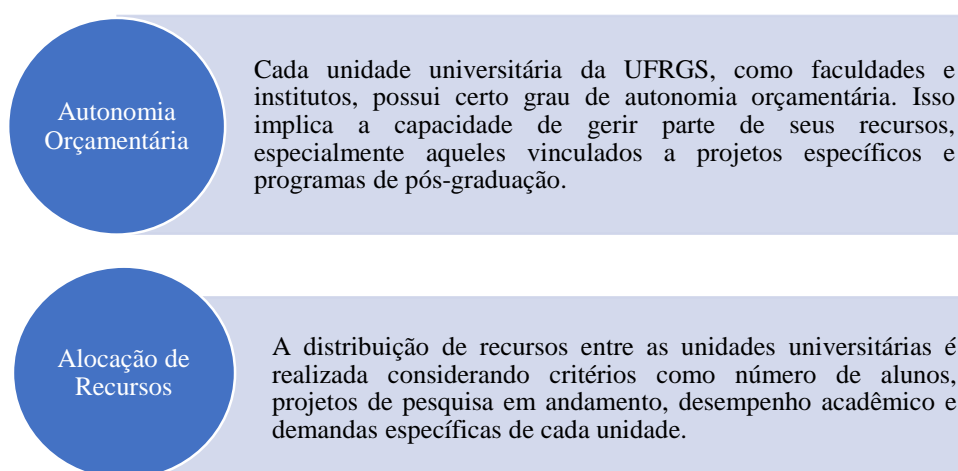 Autonomia
Orçamentária
Cada unidade universitária da UFRGS, como faculdades e
institutos, possui certo grau de autonomia orçamentária. Isso
implica a capacidade de gerir parte de seus recursos,
especialmente aqueles vinculados a projetos específicos e
programas de pós-graduação.
Alocação de
Recursos
A distribuição de recursos entre as unidades universitárias é
realizada considerando critérios como número de alunos,
projetos de pesquisa em andamento, desempenho acadêmico e
demandas específicas de cada unidade.